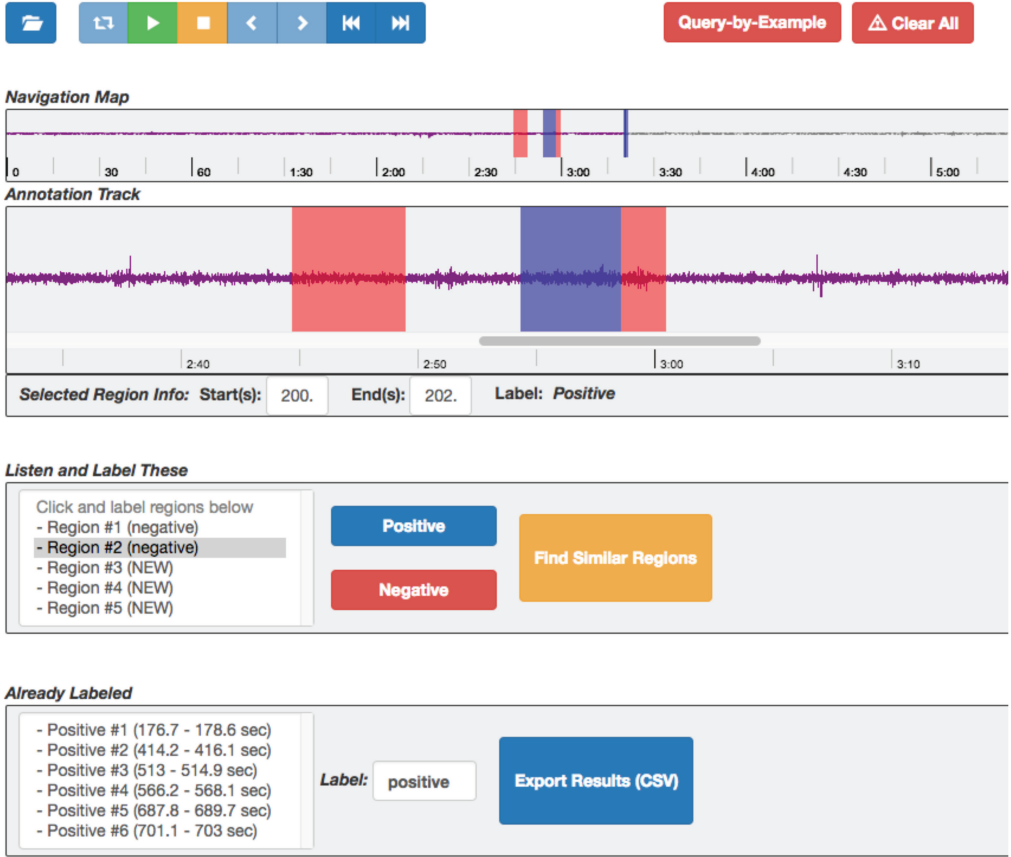 Query-by-Example
Clear All
Navigation Map
0 30 60 1:30 2:00 2:30 3:00 3:30 4:00 4:30 5:00
Annotation Track
2:40 2:50 3:00 3:10
Selected Region Info: Start(s): 200. End(s): 202. Label: Positive
Listen and Label These
Click and label regions below
- Region #1 (negative)
- Region #2 (negative)
- Region #3 (NEW)
- Region #4 (NEW)
- Region #5 (NEW)
Positive
Negative
Find Similar Regions
Already Labeled
- Positive #1 (176.7 - 178.6 sec)
- Positive #2 (414.2 - 416.1 sec)
- Positive #3 (513 - 514.9 sec)
- Positive #4 (566.2 - 568.1 sec)
- Positive #5 (687.8 - 689.7 sec)
- Positive #6 (701.1 - 703 sec)
Label: positive
Export Results (CSV)